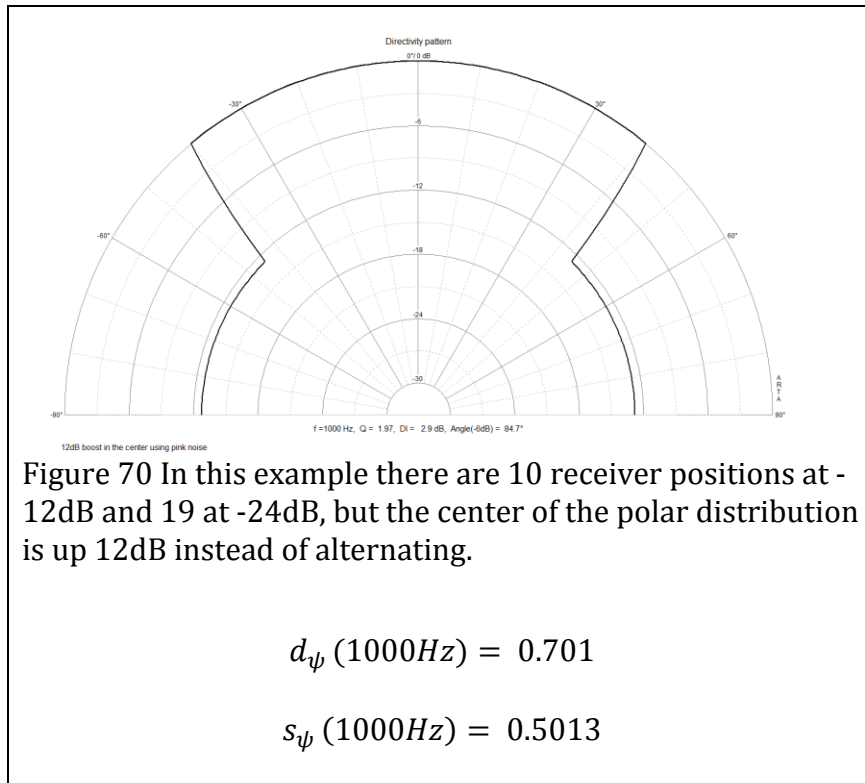 Directivity pattern
0°/ 0 dB
-30°
30°
-6
-12
-60°
60°
-18
-24
-30
-90°
90°
A
R
T
A
f =1000 Hz, Q = 1.97, DI = 2.9 dB, Angle(-6dB) = 84.7°
12dB boost in the center using pink noise
Figure 70 In this example there are 10 receiver positions at -
12dB and 19 at -24dB, but the center of the polar distribution
is up 12dB instead of alternating.
𝑑𝜓 (1000𝐻𝑧) = 0.701
𝑠𝜓 (1000𝐻𝑧) = 0.5013